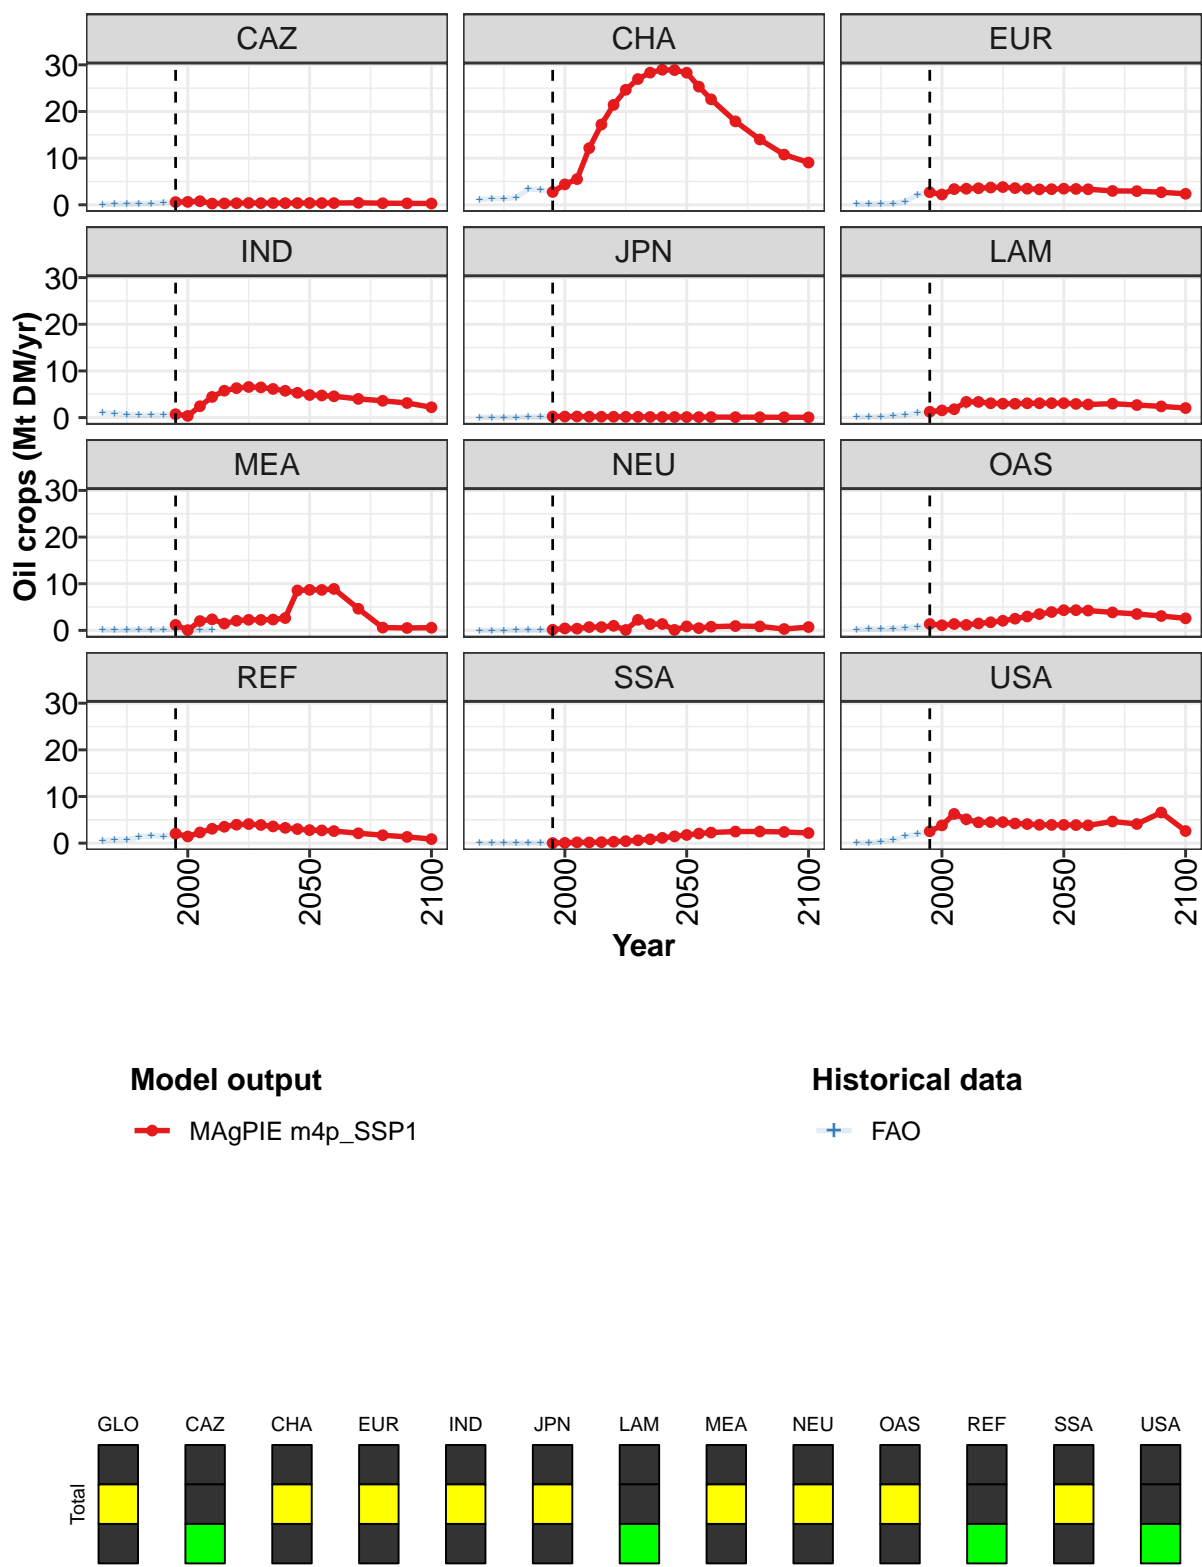 CAZ CHA EUR
30
20
10
0
IND JPN LAM
30
20
10
0
MEA NEU OAS
30
20
10
0
REF SSA USA
30
20
10
0
Oil crops (Mt DM/yr)
2000 2050 2100 2000 2050 2100 2000 2050 2100
Year
Model output Historical data
MAgPIE m4p_SSP1 FAO
GLO CAZ CHA EUR IND JPN LAM MEA NEU OAS REF SSA USA
Total